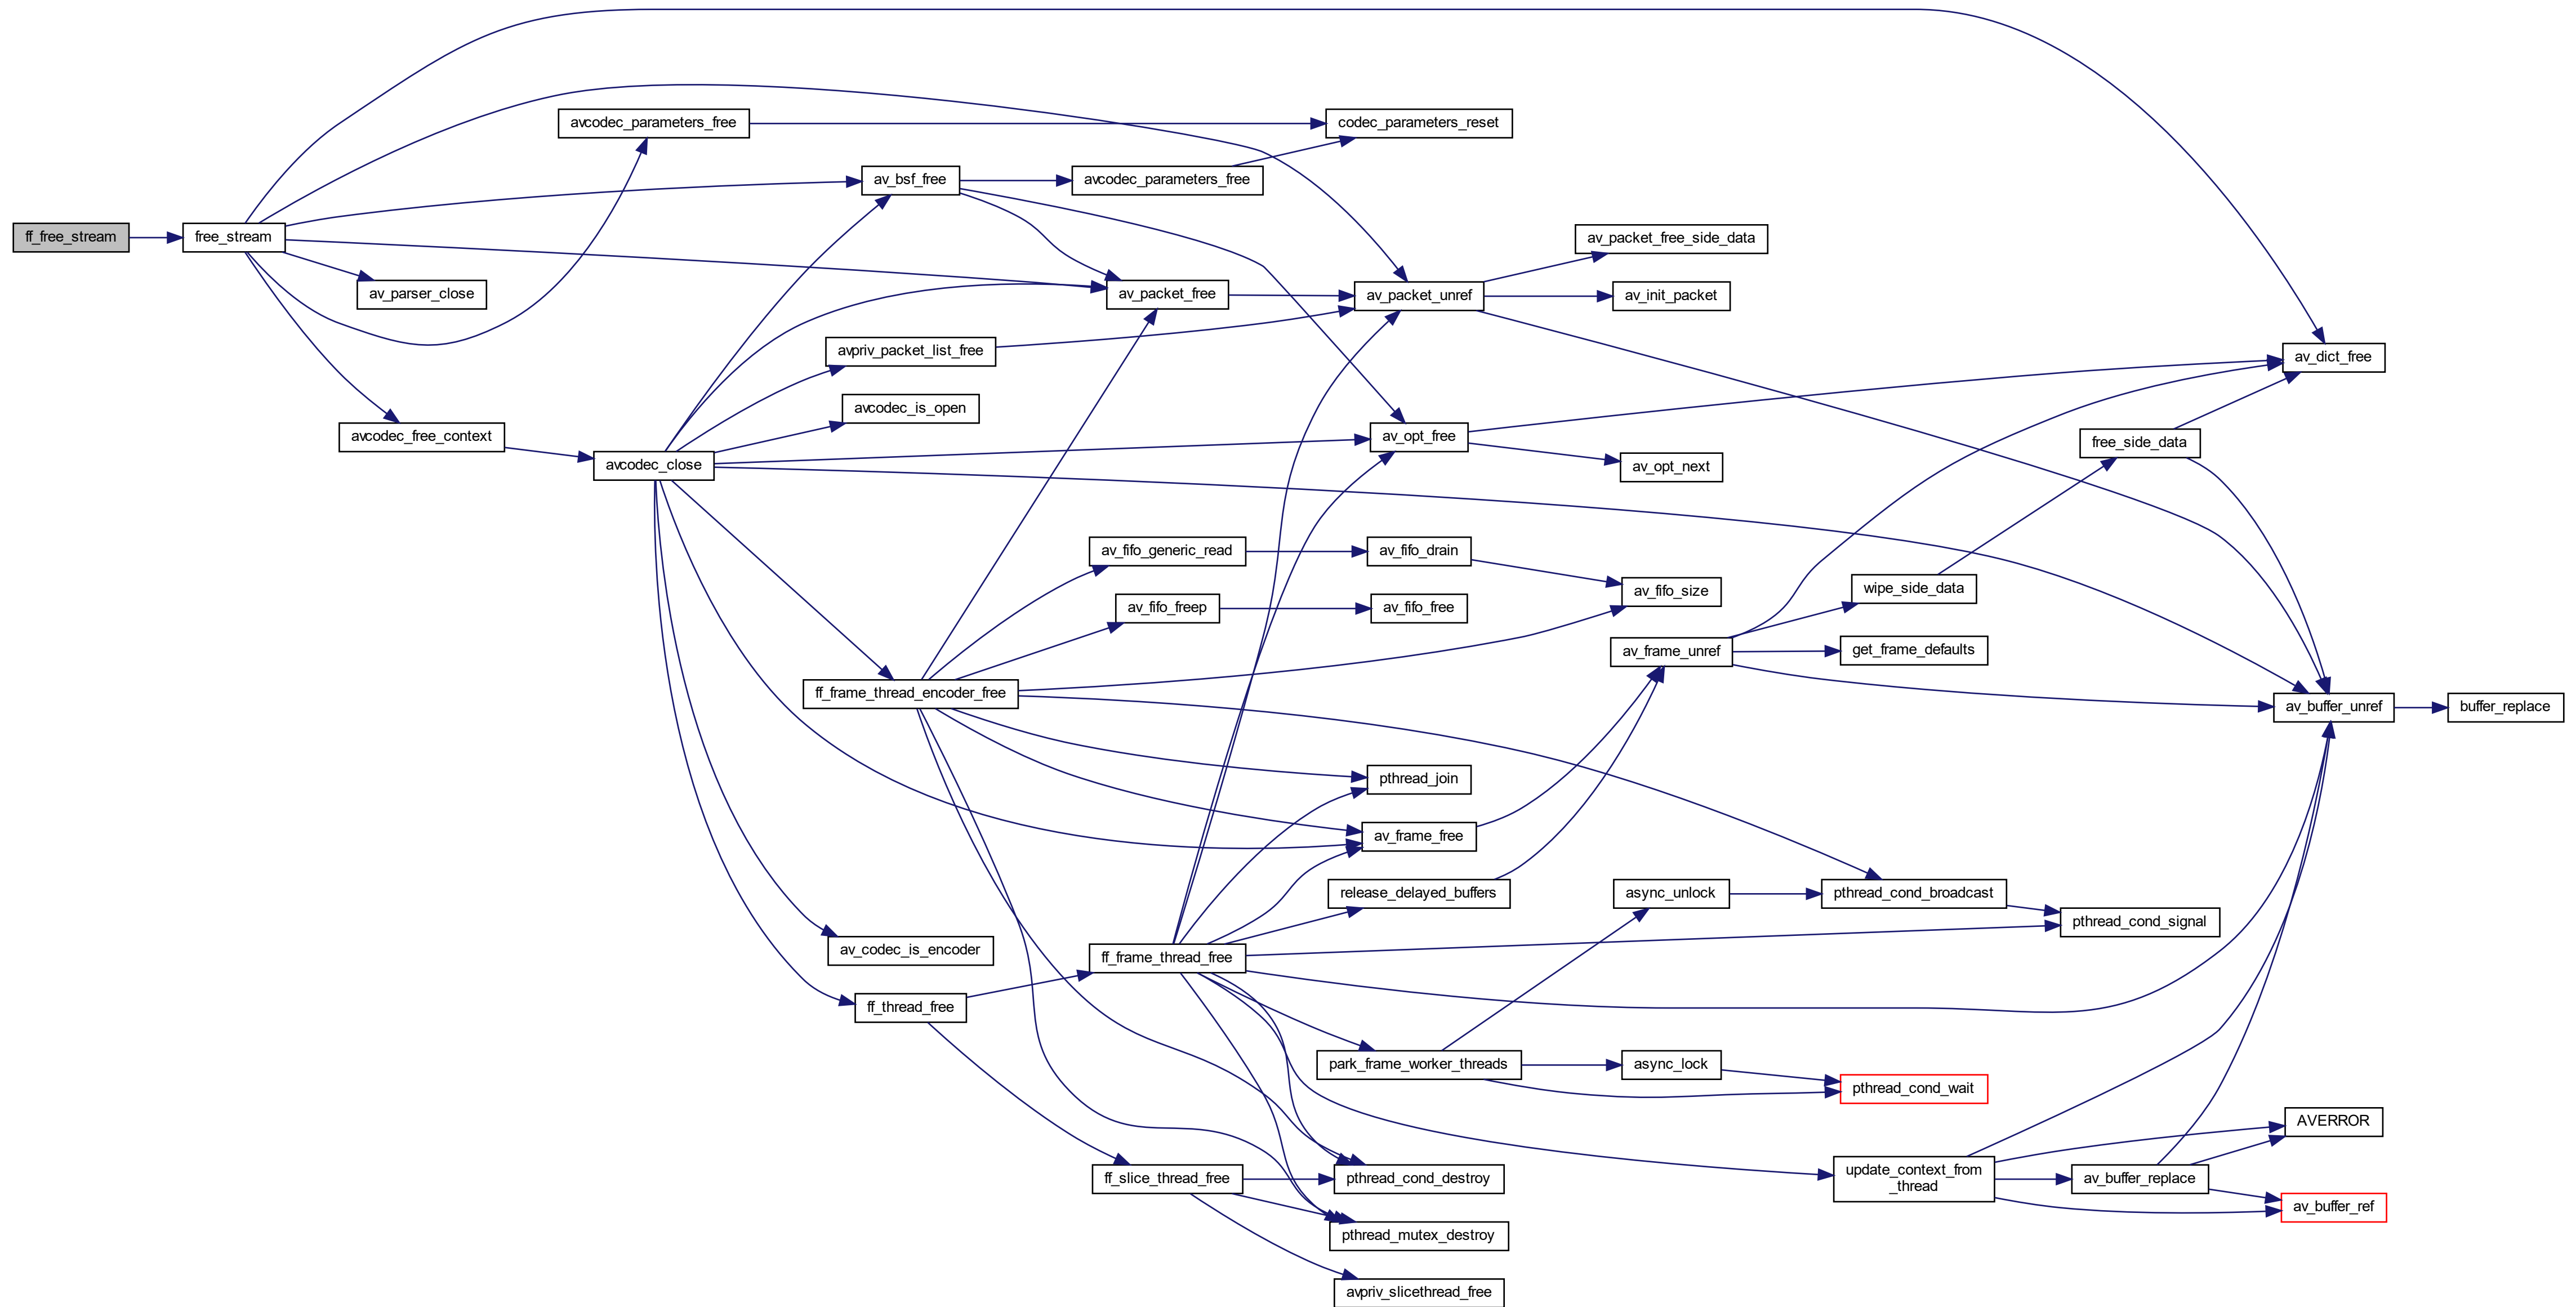 ff_free_stream
free_stream
avcodec_parameters_free
av_parser_close
avcodec_free_context
avcodec_close
av_bsf_free
avpriv_packet_list_free
avcodec_is_open
ff_frame_thread_encoder_free
av_codec_is_encoder
ff_thread_free
avcodec_parameters_free
av_packet_free
av_fifo_generic_read
av_fifo_freep
ff_frame_thread_free
ff_slice_thread_free
codec_parameters_reset
av_packet_unref
av_opt_free
av_fifo_drain
av_fifo_free
pthread_join
av_frame_free
release_delayed_buffers
park_frame_worker_threads
pthread_cond_destroy
pthread_mutex_destroy
avpriv_slicethread_free
av_packet_free_side_data
av_init_packet
av_opt_next
av_fifo_size
av_frame_unref
async_unlock
async_lock
wipe_side_data
get_frame_defaults
pthread_cond_broadcast
pthread_cond_wait
update_context_from
_thread
free_side_data
pthread_cond_signal
av_buffer_replace
av_dict_free
av_buffer_unref
AVERROR
av_buffer_ref
buffer_replace